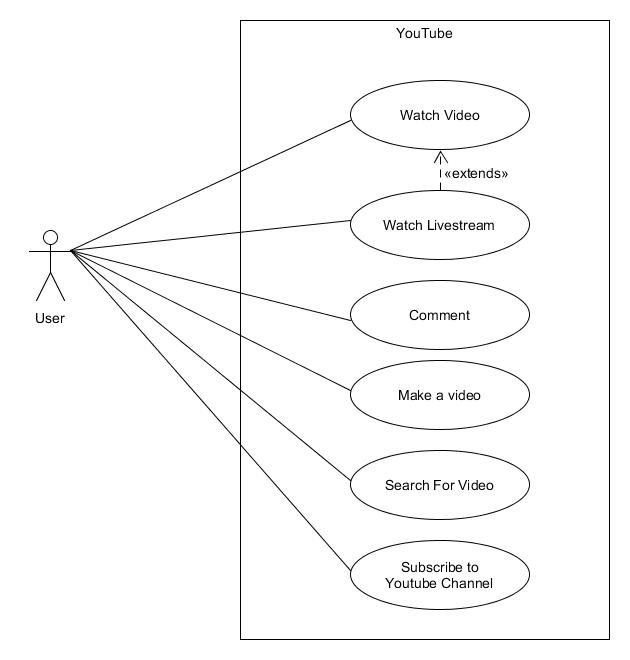 YouTube
Watch Video
«extends»
Watch Livestream
User
Comment
Make a video
Search For Video
Subscribe to
Youtube Channel